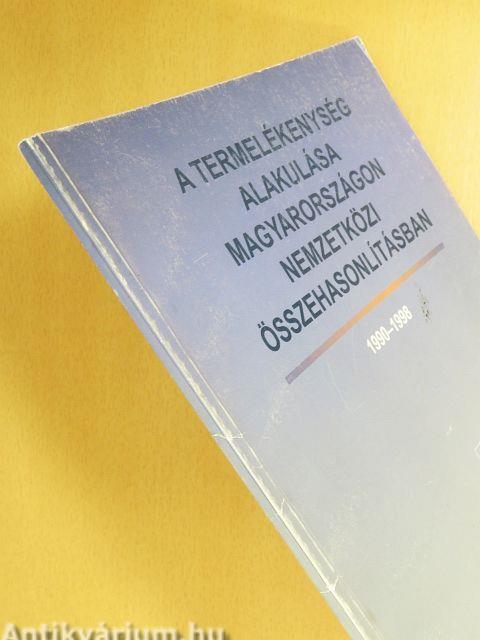 A TERMELÉKENYSÉG
ALAKULÁSA
MAGYARORSZÁGON
NEMZETKÖZI
ÖSSZEHASONLÍTÁSBAN
1990–1998
Antikvárium.hu